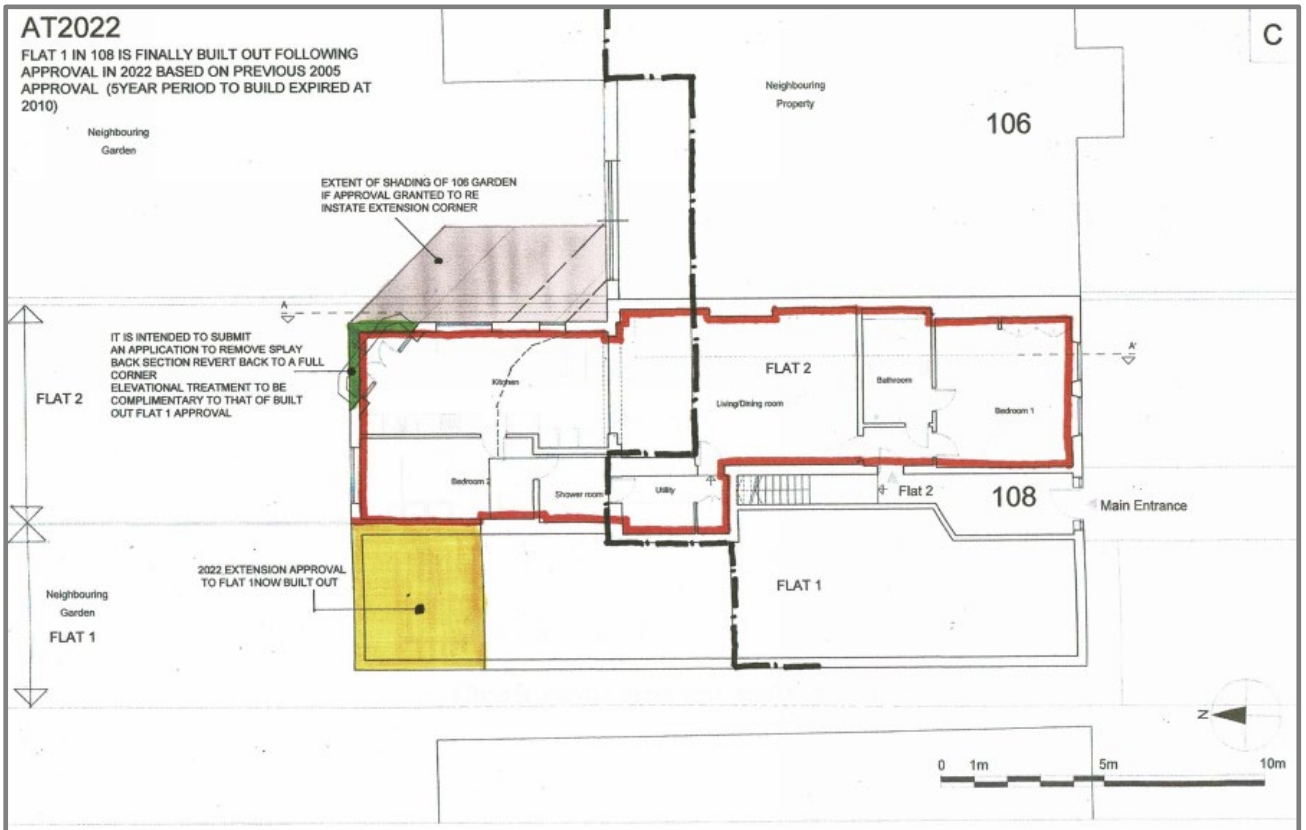 AT2022
FLAT 1 IN 108 IS FINALLY BUILT OUT FOLLOWING
APPROVAL IN 2022 BASED ON PREVIOUS 2005
APPROVAL (5YEAR PERIOD TO BUILD EXPIRED AT
2010)
C
Neighbouring
Garden
Neighbouring
Property
106
EXTENT OF SHADING OF 106 GARDEN
IF APPROVAL GRANTED TO RE
INSTATE EXTENSION CORNER
A
IT IS INTENDED TO SUBMIT
AN APPLICATION TO REMOVE SPLAY
BACK SECTION REVERT BACK TO A FULL
CORNER
ELEVATIONAL TREATMENT TO BE
COMPLIMENTARY TO THAT OF BUILT
OUT FLAT 1 APPROVAL
FLAT 2
Kitchen
FLAT 2
Living/Dining room
Bathroom
Bedroom 1
A'
Bedroom 2
Shower room
Utility
Flat 2
108
Main Entrance
2022 EXTENSION APPROVAL
TO FLAT 1NOW BUILT OUT
Neighbouring
Garden
FLAT 1
FLAT 1
N
0 1m 5m 10m